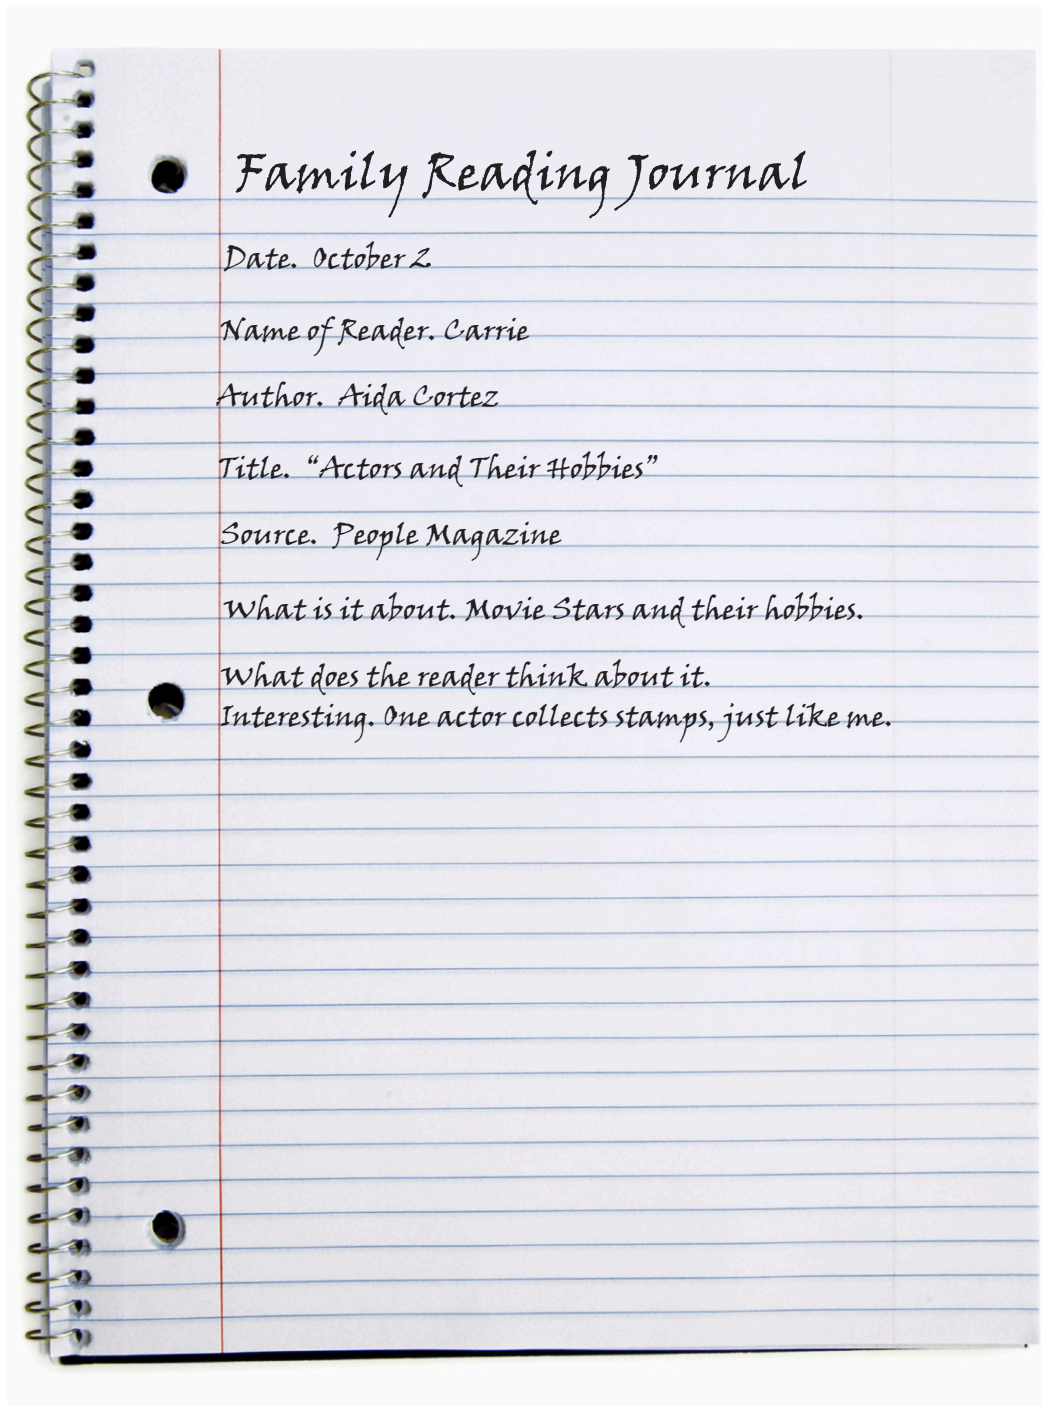 Family Reading Journal
Date. October 2
Name of Reader. Carrie
Author. Aida Cortez
Title. “Actors and Their Hobbies”
Source. People Magazine
What is it about. Movie Stars and their hobbies.
What does the reader think about it.
Interesting. One actor collects stamps, just like me.